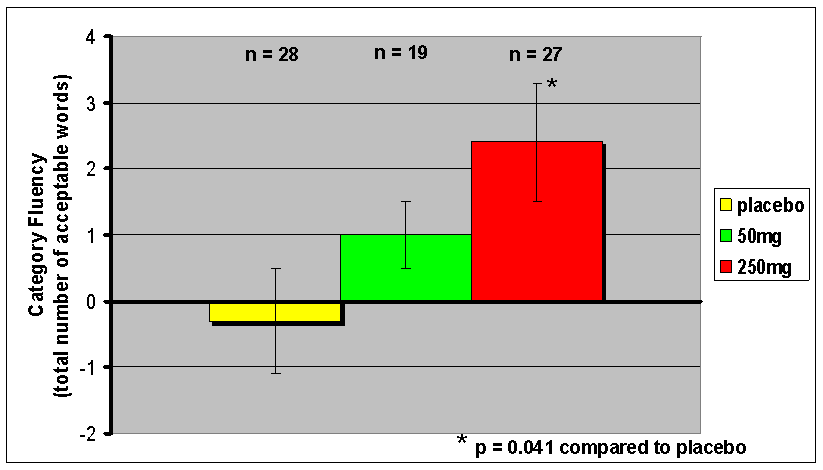 4
3
2
1
0
-1
-2
Category Fluency
(total number of acceptable words)
n = 28
n = 19
n = 27
*
placebo
50mg
250mg
* p = 0.041 compared to placebo